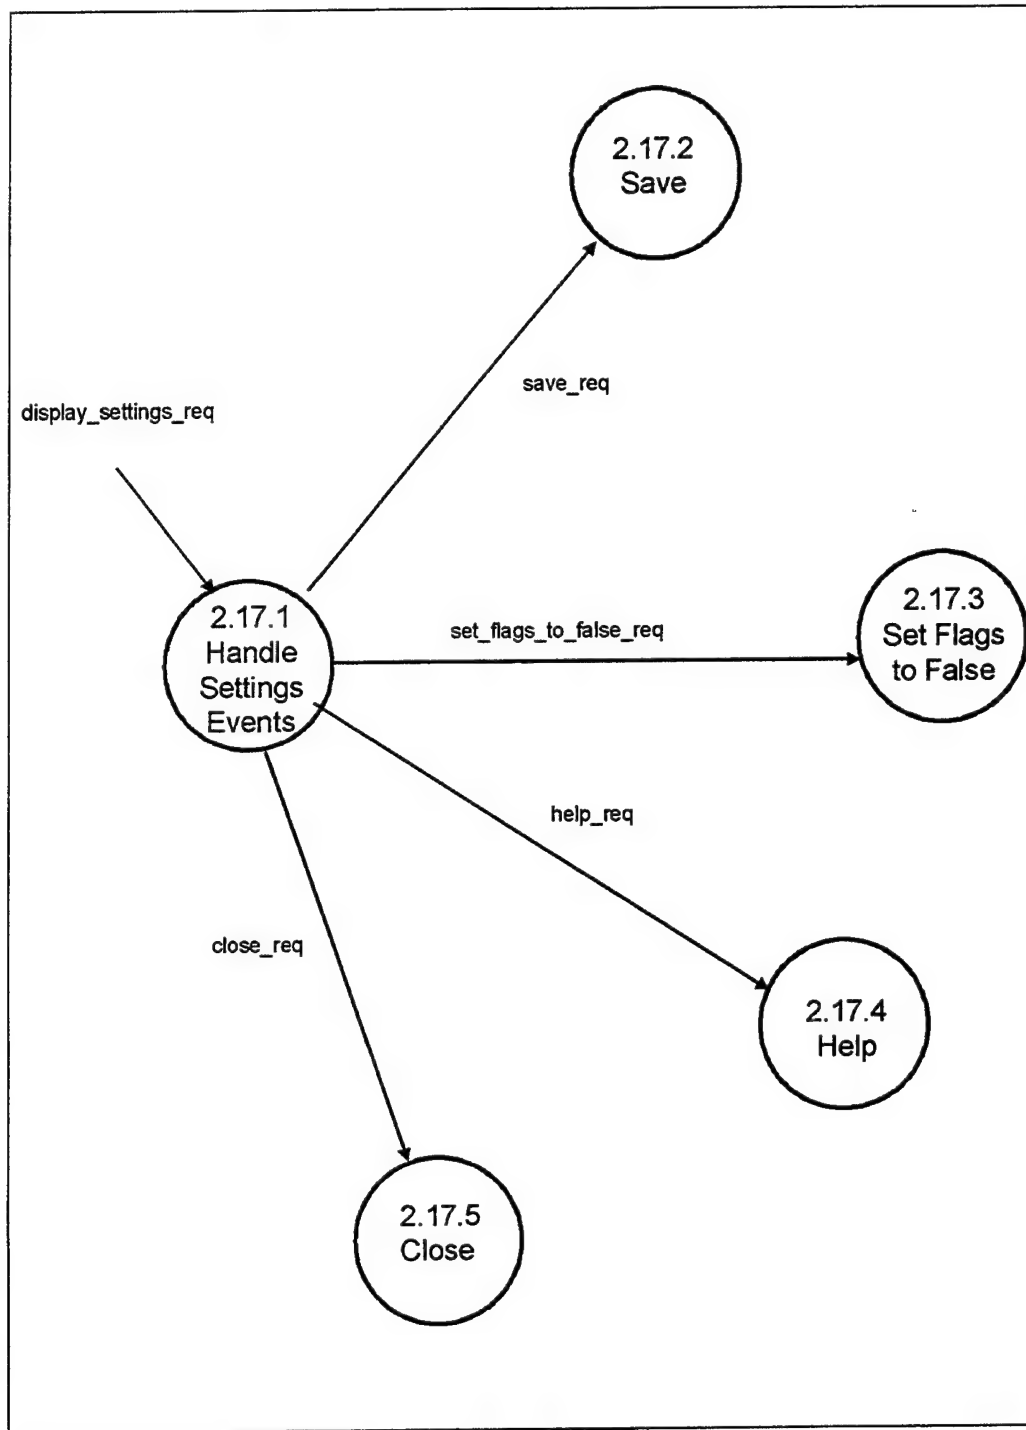 2.17.2
Save
save_req
display_settings_req
2.17.1
Handle
Settings
Events
set_flags_to_false_req
2.17.3
Set Flags
to False
help_req
close_req
2.17.4
Help
2.17.5
Close